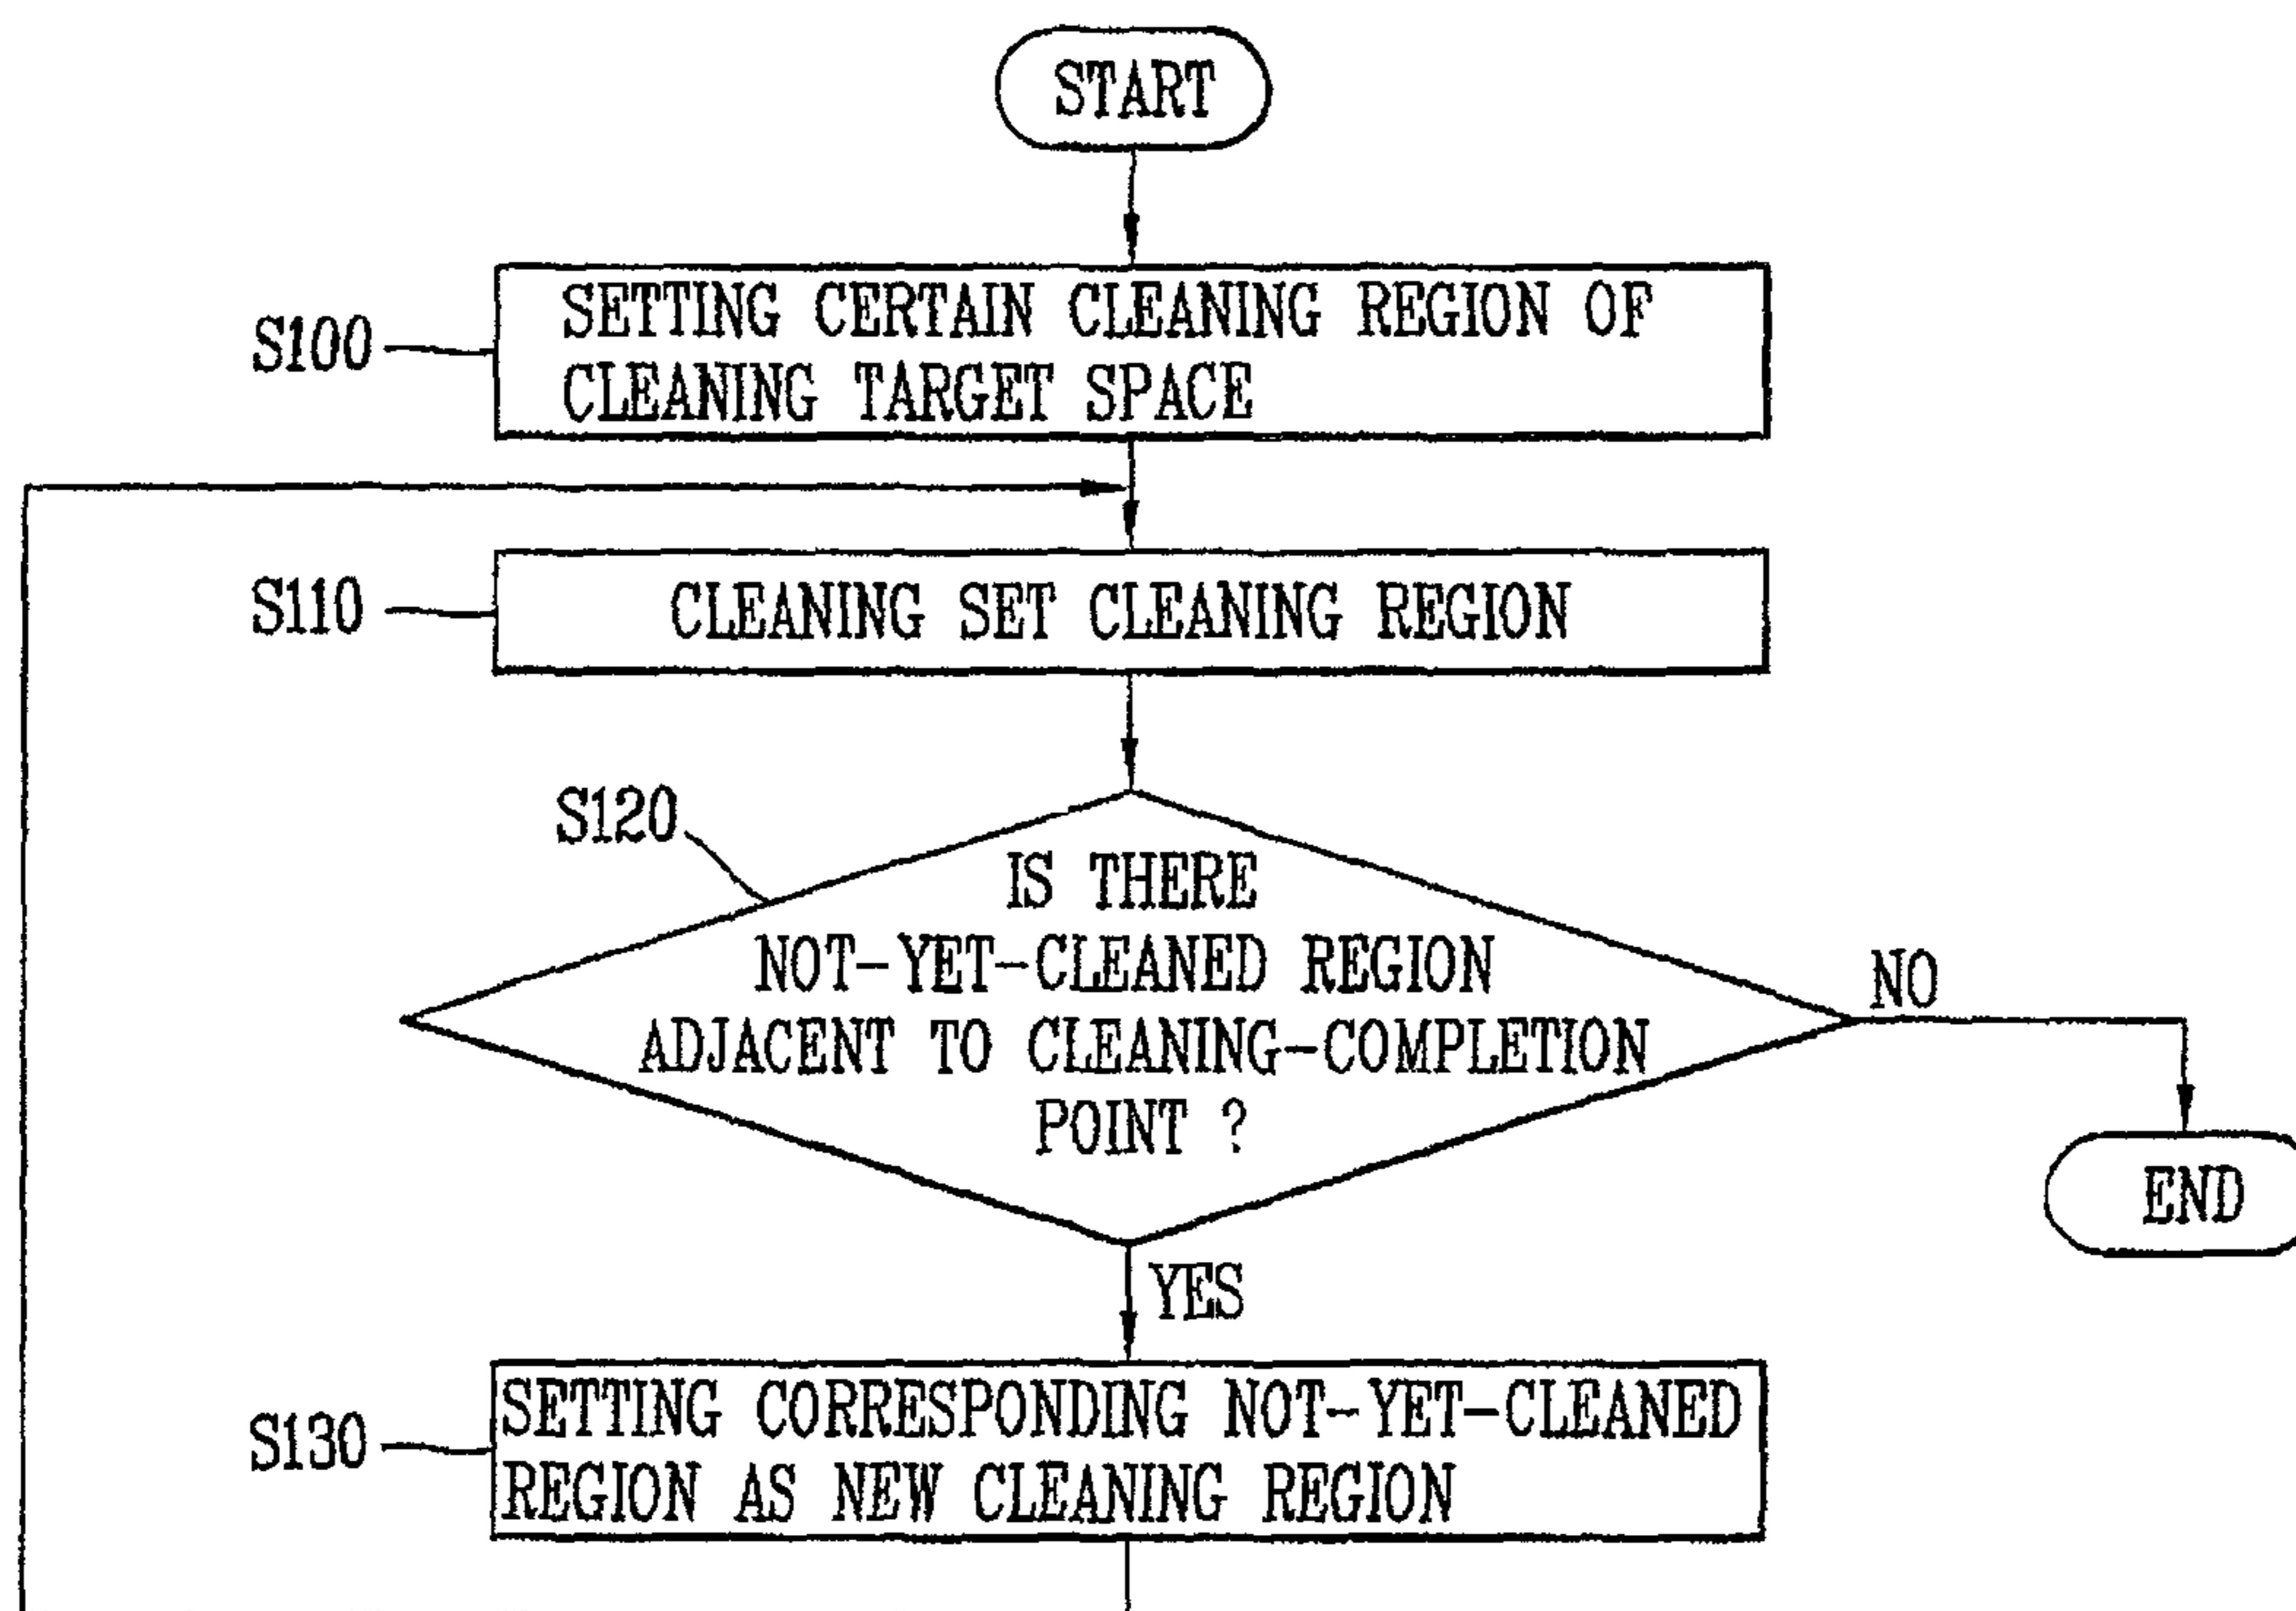 START
S100
SETTING CERTAIN CLEANING REGION OF
CLEANING TARGET SPACE
S110
CLEANING SET CLEANING REGION
S120
IS THERE
NOT-YET-CLEANED REGION
ADJACENT TO CLEANING-COMPLETION
POINT ?
NO
END
YES
S130
SETTING CORRESPONDING NOT-YET-CLEANED
REGION AS NEW CLEANING REGION